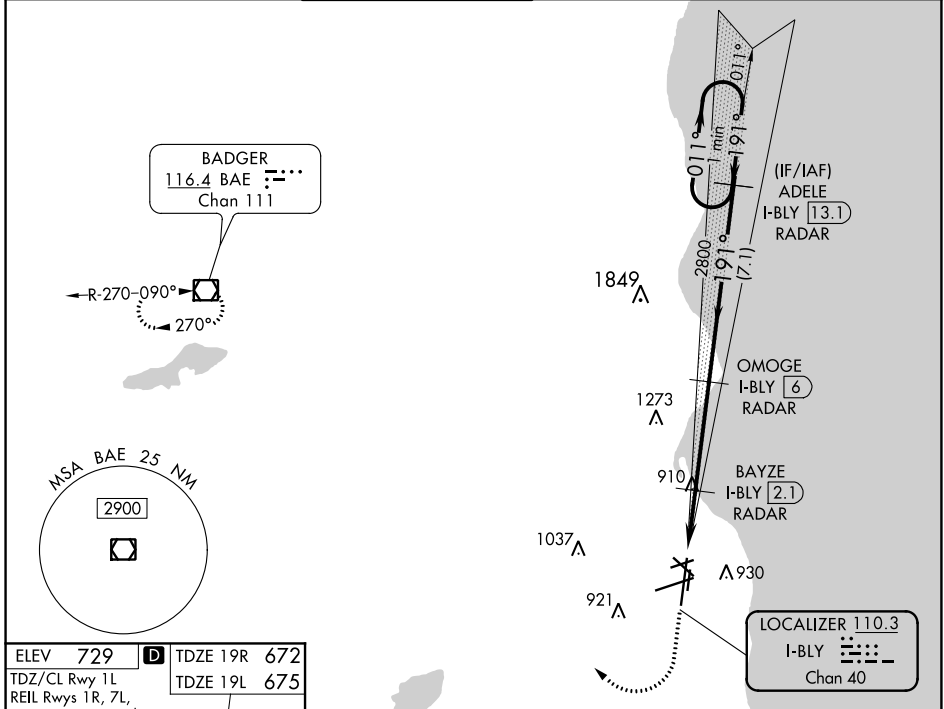 BADGER
116.4 BAE
Chan 111
R-270-090°
270°
011°
191°
1 min
011°
(IF/IAF)
ADELE
I-BLY 13.1
RADAR
2800
191°
(7.1)
1849
OMOGE
I-BLY 6
RADAR
1273
910
BAYZE
I-BLY 2.1
RADAR
1037
930
921
MSA BAE 25 NM
2900
LOCALIZER 110.3
I-BLY
Chan 40
ELEV 729 D TDZE 19R 672
TDZ/CL Rwy 1L
REIL Rwys 1R, 7L,
TDZE 19L 675